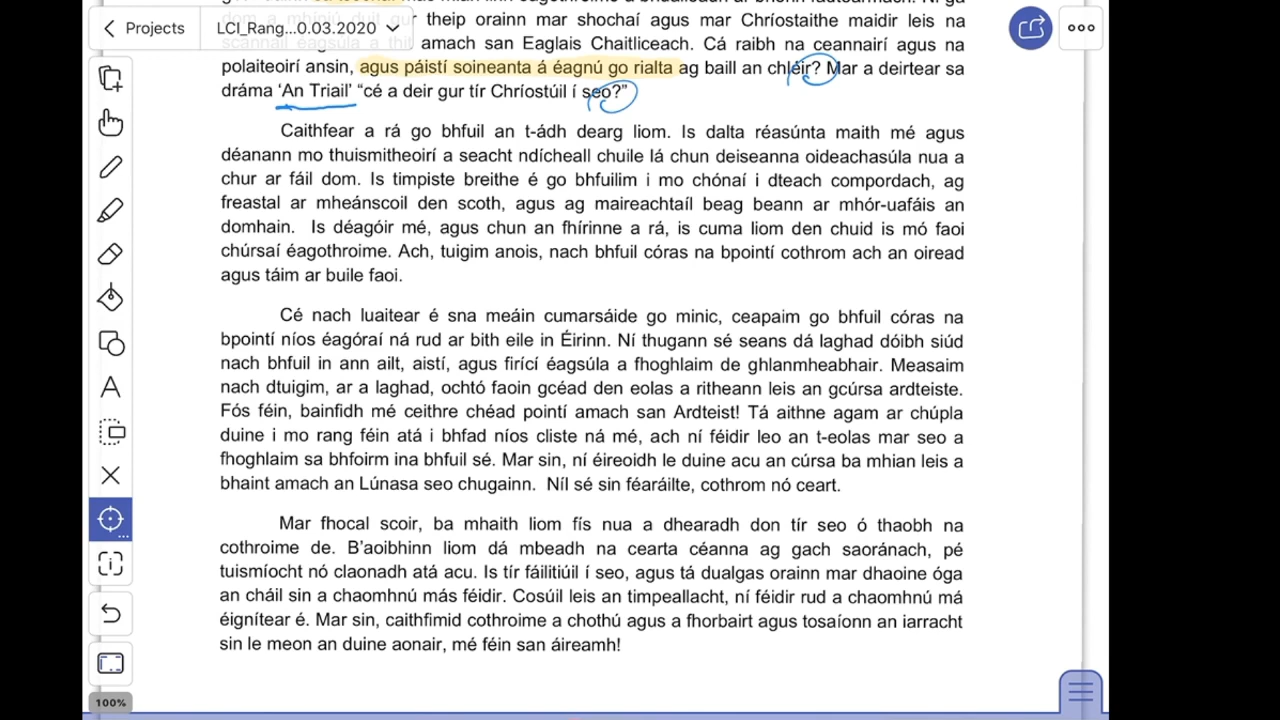 Projects
LCI_Rang...0.03.2020
gur theip orainn mar shochaí agus mar Chríostaithe maidir leis na
scannail éagsúla a thit amach san Eaglais Chaitliceach. Cá raibh na ceannairí agus na
polaiteoirí ansin, agus páistí soineanta á éagnú go rialta ag baill an chléir? Mar a deirtear sa
dráma ‘An Triail’ “cé a deir gur tír Chríostúil í seo?”
Caithfear a rá go bhfuil an t-ádh dearg liom. Is dalta réasúnta maith mé agus
déanann mo thuismitheoirí a seacht ndícheall chuile lá chun deiseanna oideachasúla nua a
chur ar fáil dom. Is timpiste breithe é go bhfuilim i mo chónaí i dteach compordach, ag
freastal ar mheánscoil den scoth, agus ag maireachtaíl beag beann ar mhór-uafáis an
domhain. Is déagóir mé, agus chun an fhírinne a rá, is cuma liom den chuid is mó faoi
chúrsaí éagothroime. Ach, tuigim anois, nach bhfuil córas na bpointí cothrom ach an oiread
agus táim ar buile faoi.
Cé nach luaitear é sna meáin cumarsáide go minic, ceapaim go bhfuil córas na
bpointí níos éagóraí ná rud ar bith eile in Éirinn. Ní thugann sé seans dá laghad dóibh siúd
nach bhfuil in ann ailt, aistí, agus firící éagsúla a fhoghlaim de ghlanmheabhair. Measaim
nach dtuigim, ar a laghad, ochtó faoin gcéad den eolas a ritheann leis an gcúrsa ardteiste.
Fós féin, bainfidh mé ceithre chéad pointí amach san Ardteist! Tá aithne agam ar chúpla
duine i mo rang féin atá i bhfad níos cliste ná mé, ach ní féidir leo an t-eolas mar seo a
fhoghlaim sa bhfoirm ina bhfuil sé. Mar sin, ní éireoidh le duine acu an cúrsa ba mhian leis a
bhaint amach an Lúnasa seo chugainn. Níl sé sin féaráilte, cothrom nó ceart.
Mar fhocal scoir, ba mhaith liom fís nua a dhearadh don tír seo ó thaobh na
cothroime de. B’aoibhinn liom dá mbeadh na cearta céanna ag gach saoránach, pé
tuismíocht nó claonadh atá acu. Is tír fáilitiúil í seo, agus tá dualgas orainn mar dhaoine óga
an cháil sin a chaomhnú más féidir. Cosúil leis an timpeallacht, ní féidir rud a chaomhnú má
éignítear é. Mar sin, caithfimid cothroime a chothú agus a fhorbairt agus tosaíonn an iarracht
sin le meon an duine aonair, mé féin san áireamh!
100%